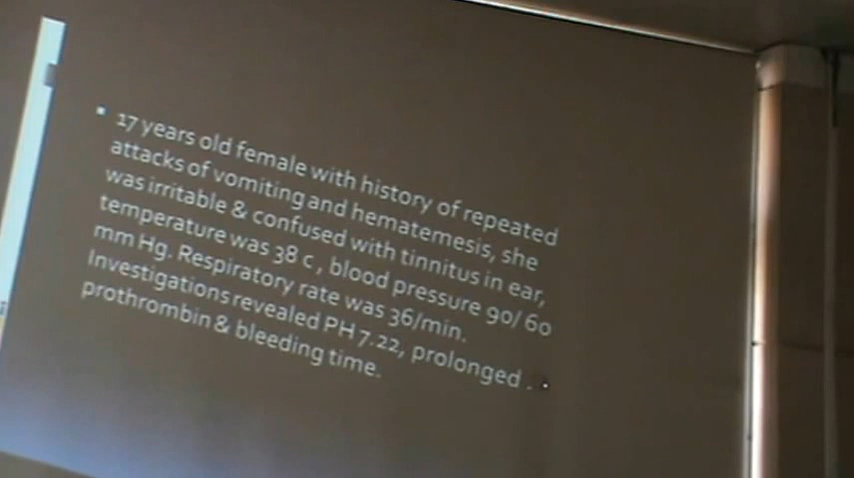 17 years old female with history of repeated
attacks of vomiting and hematemesis, she
was irritable & confused with tinnitus in ear,
temperature was 38 c , blood pressure 90/ 60
mm Hg. Respiratory rate was 36/min.
Investigations revealed PH 7.22, prolonged . .
prothrombin & bleeding time.